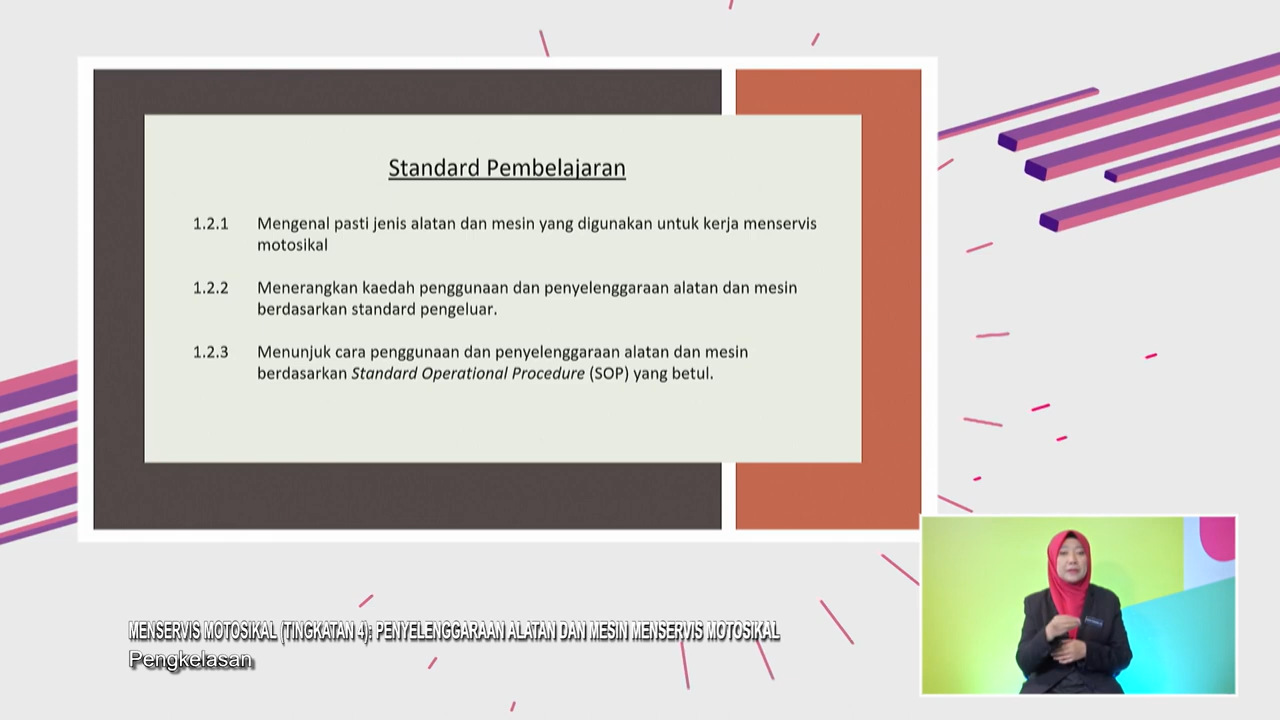 Standard Pembelajaran
1.2.1 Mengenal pasti jenis alatan dan mesin yang digunakan untuk kerja menservis
motosikal
1.2.2 Menerangkan kaedah penggunaan dan penyelenggaraan alatan dan mesin
berdasarkan standard pengeluar.
1.2.3 Menunjuk cara penggunaan dan penyelenggaraan alatan dan mesin
berdasarkan Standard Operational Procedure (SOP) yang betul.
MENSERVIS MOTOSIKAL (TINGKATAN 4): PENYELENGGARAAN ALATAN DAN MESIN MENSERVIS MOTOSIKAL
Pengkelasan